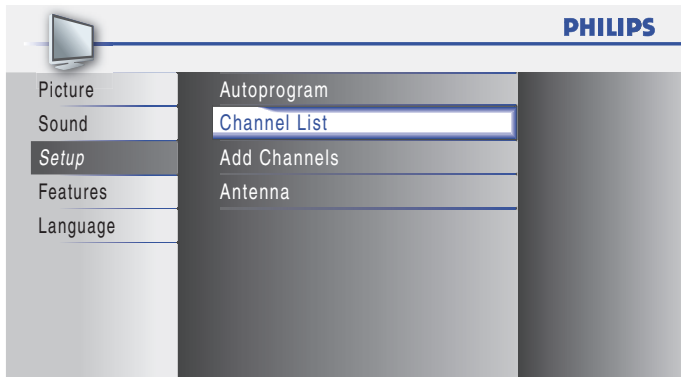 PHILIPS
Picture
Sound
Setup
Features
Language
Autoprogram
Channel List
Add Channels
Antenna